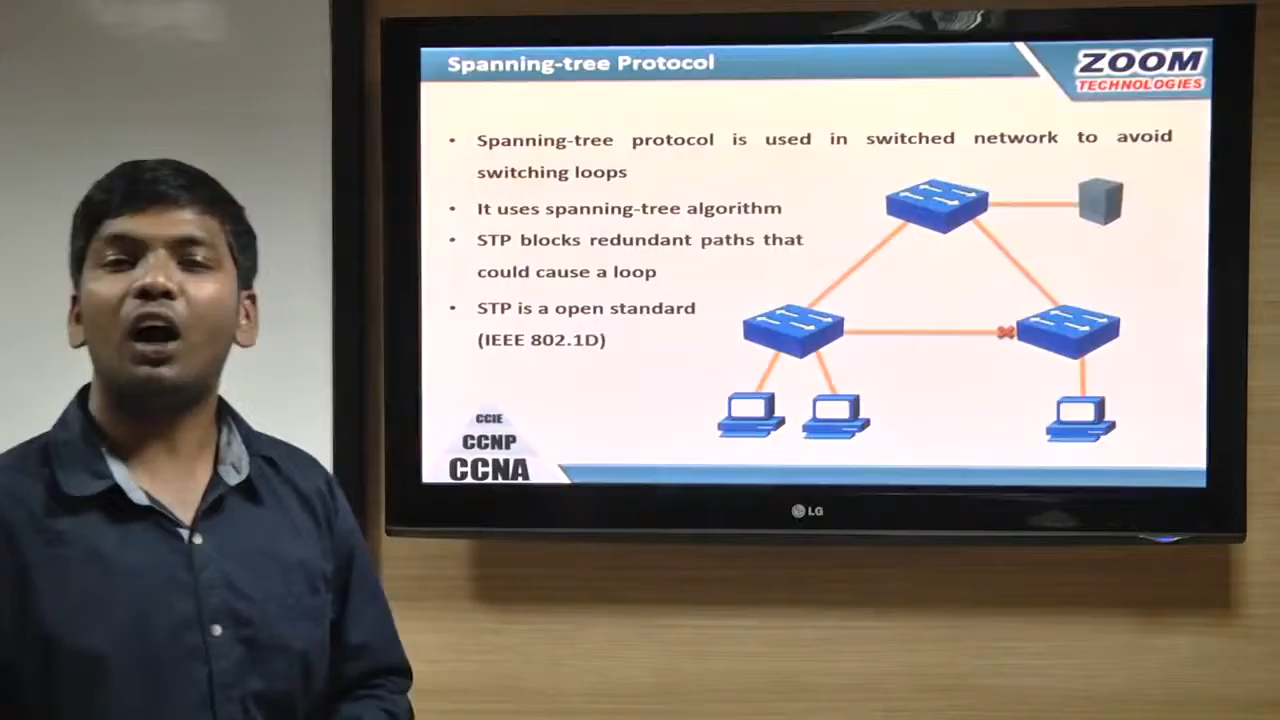 Spanning-tree Protocol
ZOOM
TECHNOLOGIES
• Spanning-tree protocol is used in switched network to avoid
switching loops
• It uses spanning-tree algorithm
• STP blocks redundant paths that
could cause a loop
• STP is a open standard
(IEEE 802.1D)
CCIE
CCNP
CCNA
LG